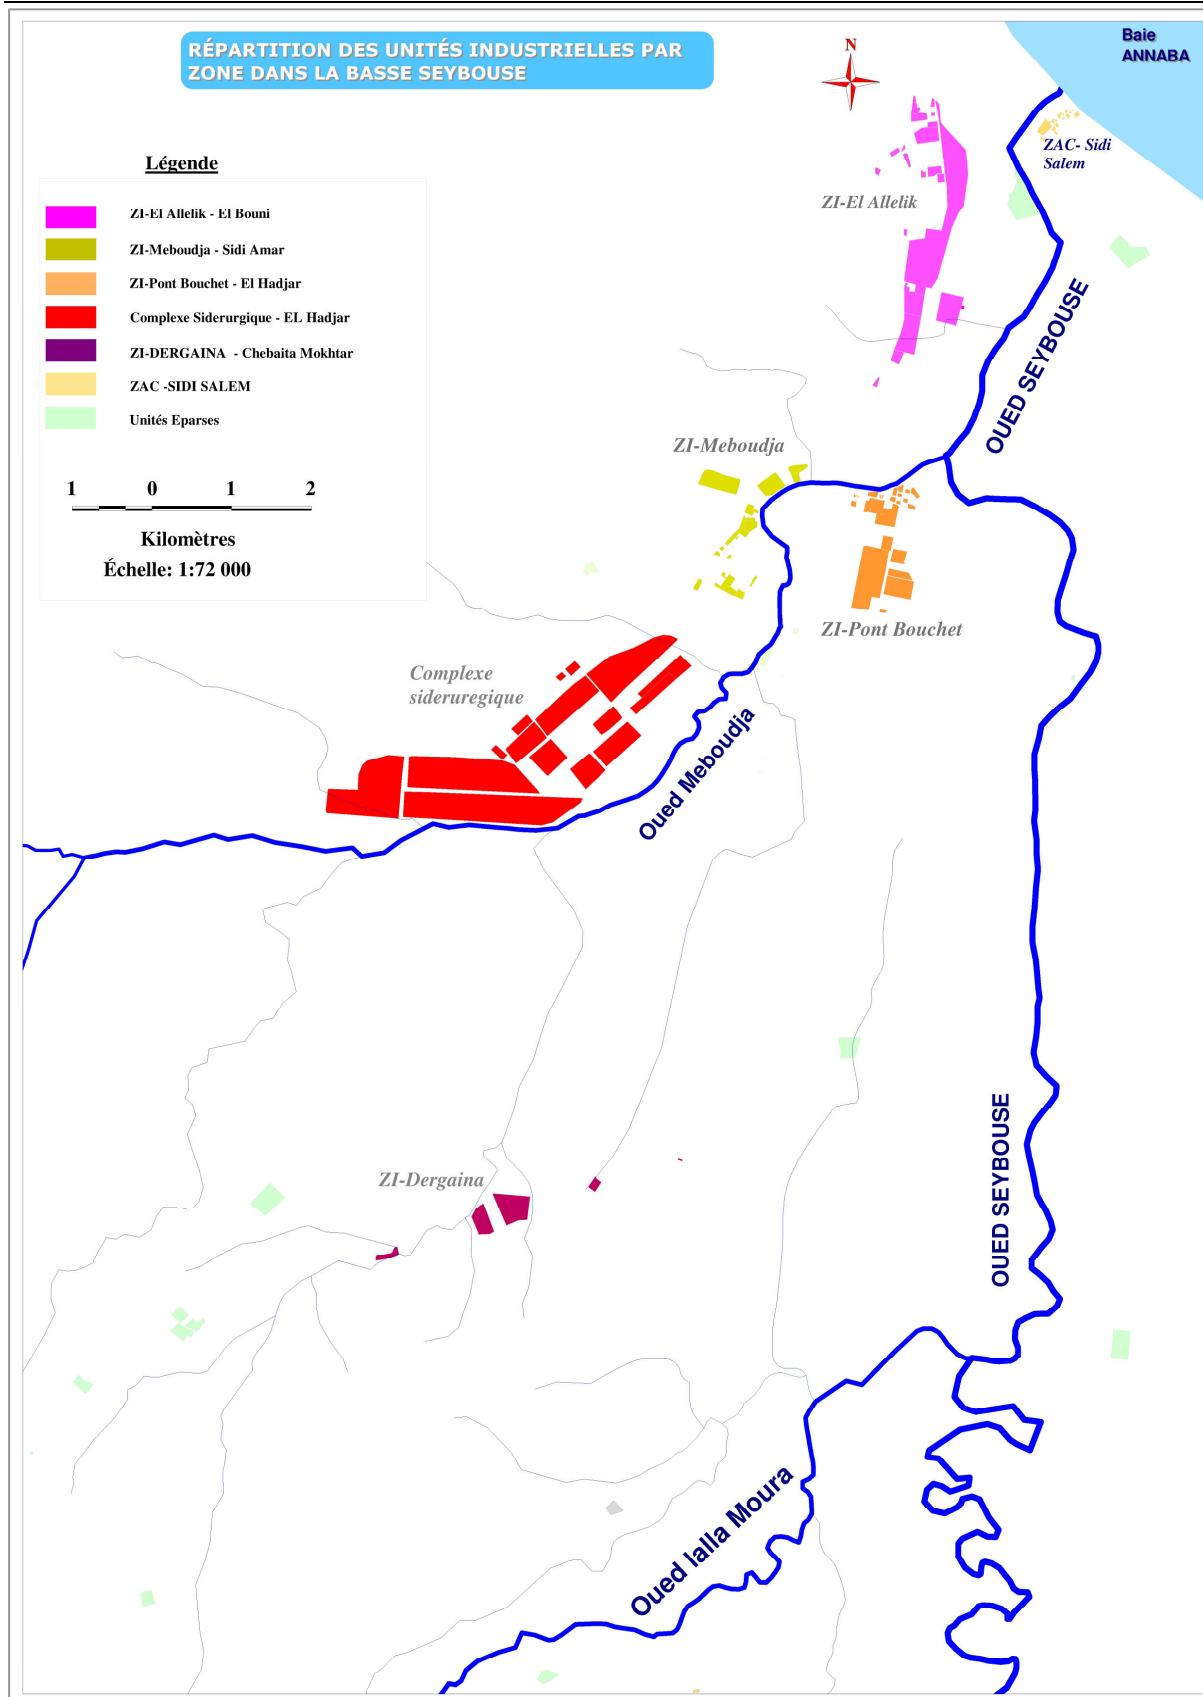 RÉPARTITION DES UNITÉS INDUSTRIELLES PAR
ZONE DANS LA BASSE SEYBOUSE
N
Baie
ANNABA
ZAC- Sidi
Salem
ZI-El Allelik
Légende
ZI-El Allelik - El Bouni
ZI-Meboudja - Sidi Amar
ZI-Pont Bouchet - El Hadjar
Complexe Siderurgique - EL Hadjar
ZI-DERGAINA - Chebaita Mokhtar
ZAC -SIDI SALEM
Unités Eparses
1 0 1 2
Kilomètres
Échelle: 1:72 000
OUED SEYBOUSE
ZI-Meboudja
ZI-Pont Bouchet
Complexe
sideruregique
Oued Meboudja
OUED SEYBOUSE
ZI-Dergaina
Oued lalla Moura